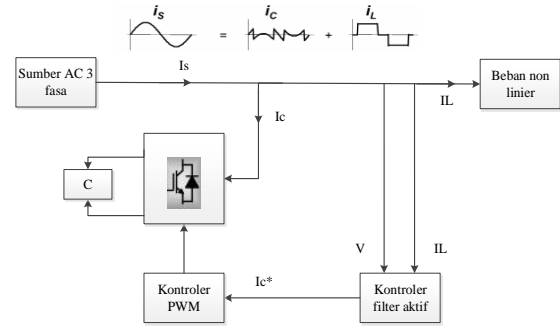 iS = iC + iL
Sumber AC 3
fasa
Is
IL
Beban non
linier
Ic
C
V
IL
Kontroler
PWM
Ic*
Kontroler
filter aktif